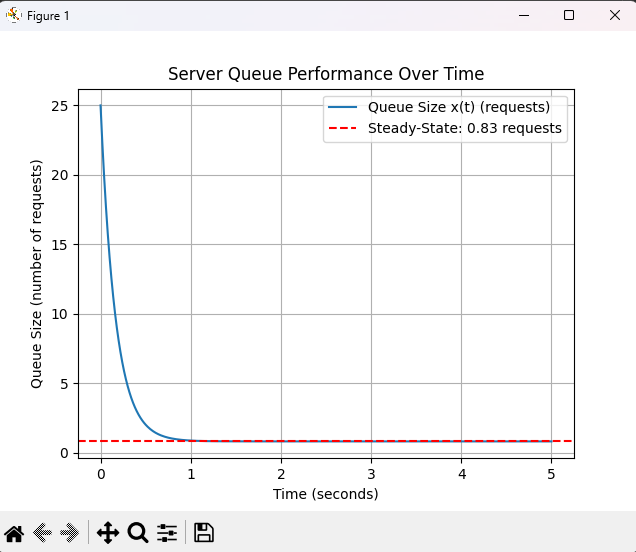 Figure 1
Server Queue Performance Over Time
Queue Size x(t) (requests)
Steady-State: 0.83 requests
Queue Size (number of requests)
25
20
15
10
5
0
0 1 2 3 4 5
Time (seconds)